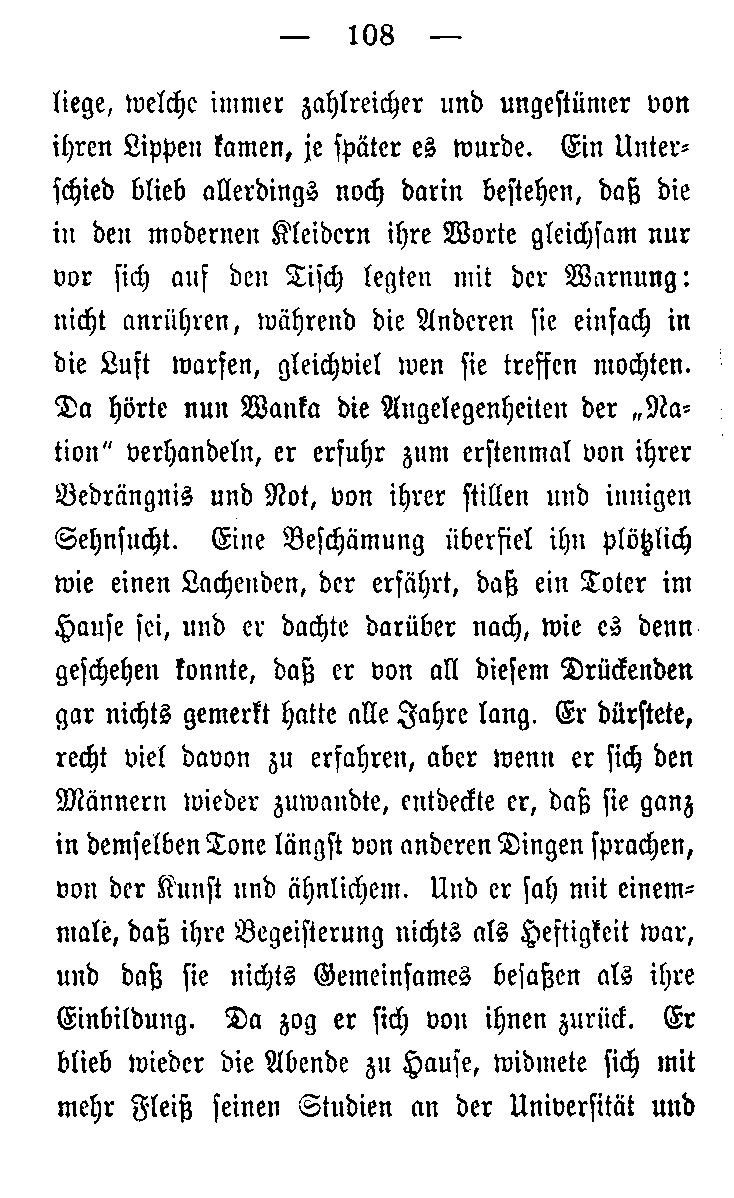 — 108 —
liege, welche immer zahlreicher und ungestümer von
ihren Lippen kamen, je später es wurde. Ein Unter-
schied blieb allerdings noch darin bestehen, daß die
in den modernen Kleidern ihre Worte gleichsam nur
vor sich auf den Tisch legten mit der Warnung:
nicht anrühren, während die Anderen sie einfach in
die Luft warfen, gleichviel wen sie treffen mochten.
Da hörte nun Wanka die Angelegenheiten der „Na-
tion“ verhandeln, er erfuhr zum erstenmal von ihrer
Bedrängnis und Not, von ihrer stillen und innigen
Sehnsucht. Eine Beschämung überfiel ihn plötzlich
wie einen Lachenden, der erfährt, daß ein Toter im
Hause sei, und er dachte darüber nach, wie es denn
geschehen konnte, daß er von all diesem Drückenden
gar nichts gemerkt hatte alle Jahre lang. Er dürstete,
recht viel davon zu erfahren, aber wenn er sich den
Männern wieder zuwandte, entdeckte er, daß sie ganz
in demselben Tone längst von anderen Dingen sprachen,
von der Kunst und ähnlichem. Und er sah mit einem-
male, daß ihre Begeisterung nichts als Heftigkeit war,
und daß sie nichts Gemeinsames besaßen als ihre
Einbildung. Da zog er sich von ihnen zurück. Er
blieb wieder die Abende zu Hause, widmete sich mit
mehr Fleiß seinen Studien an der Universität und